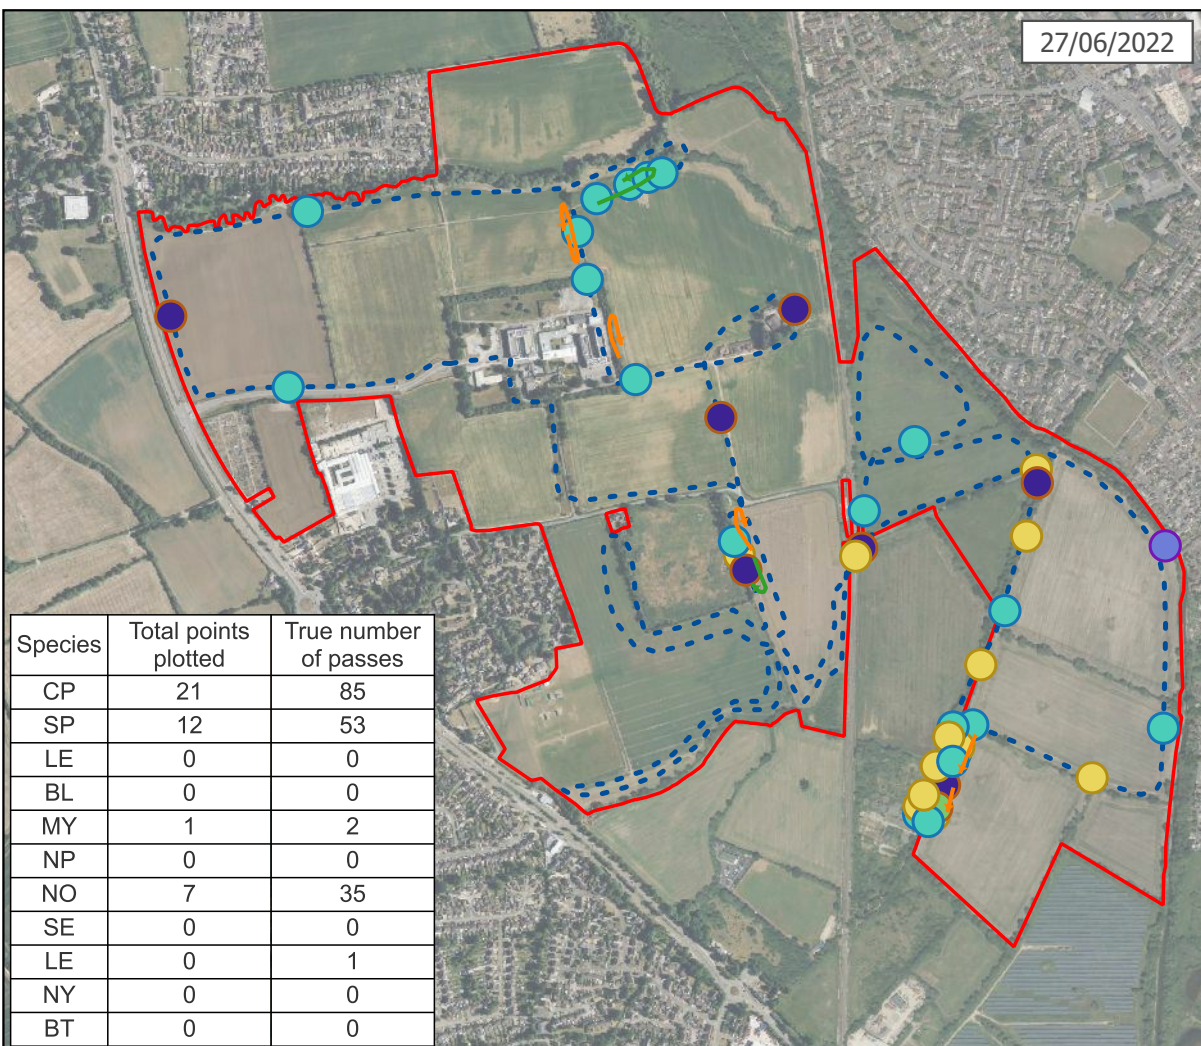 27/06/2022
Species Total points plotted True number of passes
CP 21 85
SP 12 53
LE 0 0
BL 0 0
MY 1 2
NP 0 0
NO 7 35
SE 0 0
LE 0 1
NY 0 0
BT 0 0